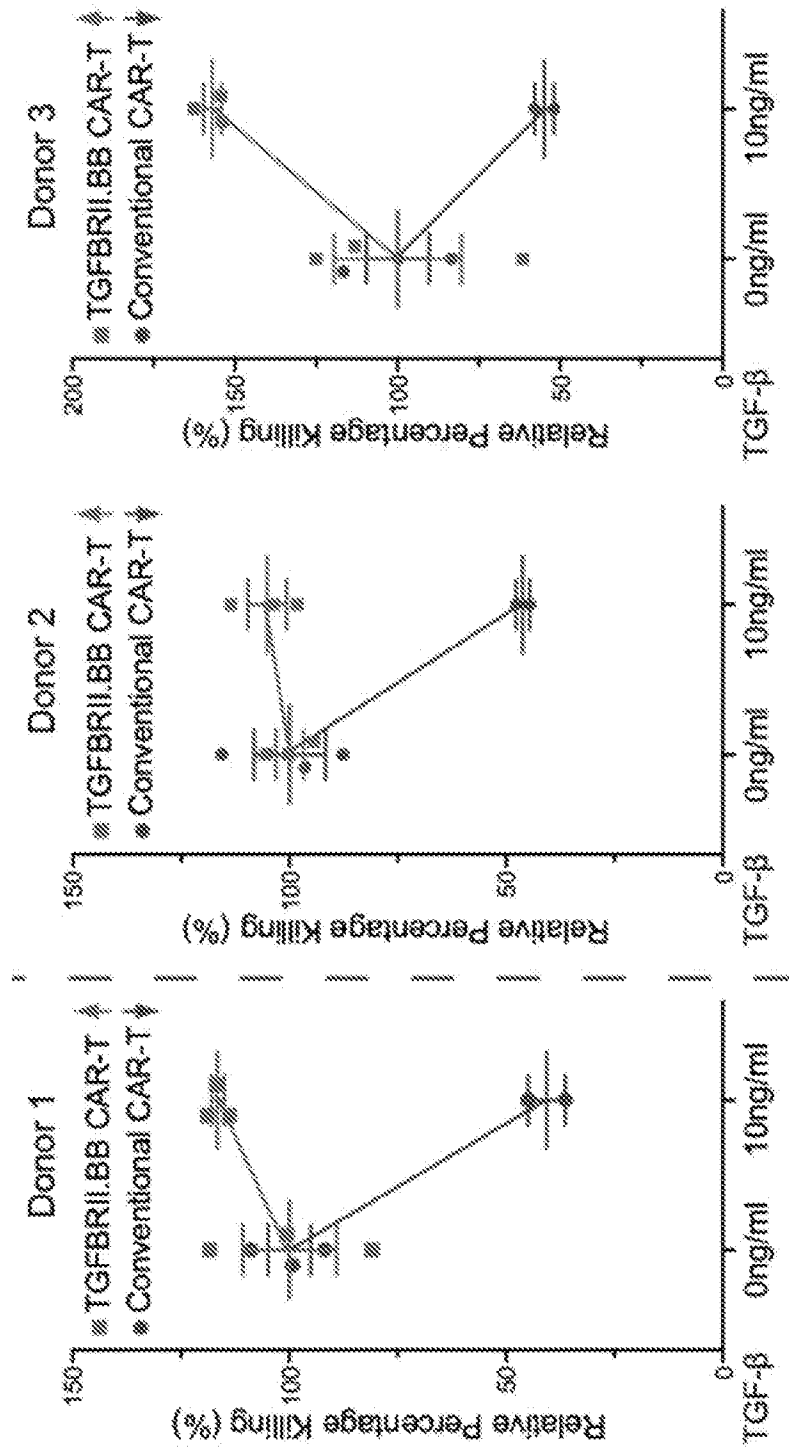 Donor 1
TGFBRII.BB CAR-T
Conventional CAR-T
Relative Percentage Killing (%)
150
100
50
0
TGF-β
0ng/ml
10ng/ml
Donor 2
TGFBRII.BB CAR-T
Conventional CAR-T
Relative Percentage Killing (%)
150
100
50
0
TGF-β
0ng/ml
10ng/ml
Donor 3
TGFBRII.BB CAR-T
Conventional CAR-T
Relative Percentage Killing (%)
200
150
100
50
0
TGF-β
0ng/ml
10ng/ml